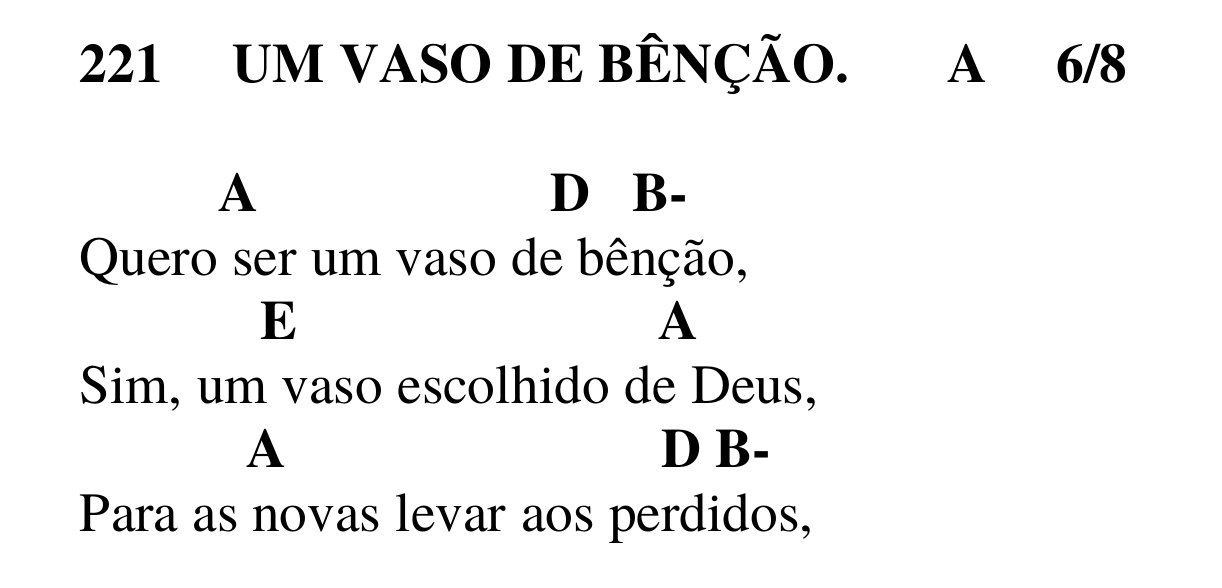 221 UM VASO DE BÊNÇÃO. A 6/8
A D B-
Quero ser um vaso de bênção,
E A
Sim, um vaso escolhido de Deus,
A D B-
Para as novas levar aos perdidos,